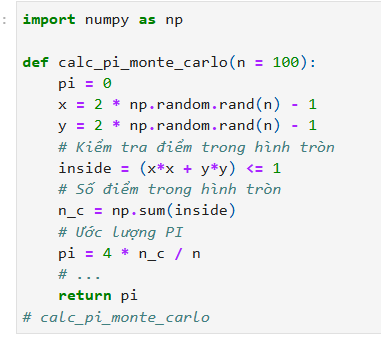 :
import numpy as np
def calc_pi_monte_carlo(n = 100):
    pi = 0
    x = 2 * np.random.rand(n) - 1
    y = 2 * np.random.rand(n) - 1
    # Kiểm tra điểm trong hình tròn
    inside = (x*x + y*y) <= 1
    # Số điểm trong hình tròn
    n_c = np.sum(inside)
    # Ước lượng PI
    pi = 4 * n_c / n
    # ...
    return pi
# calc_pi_monte_carlo